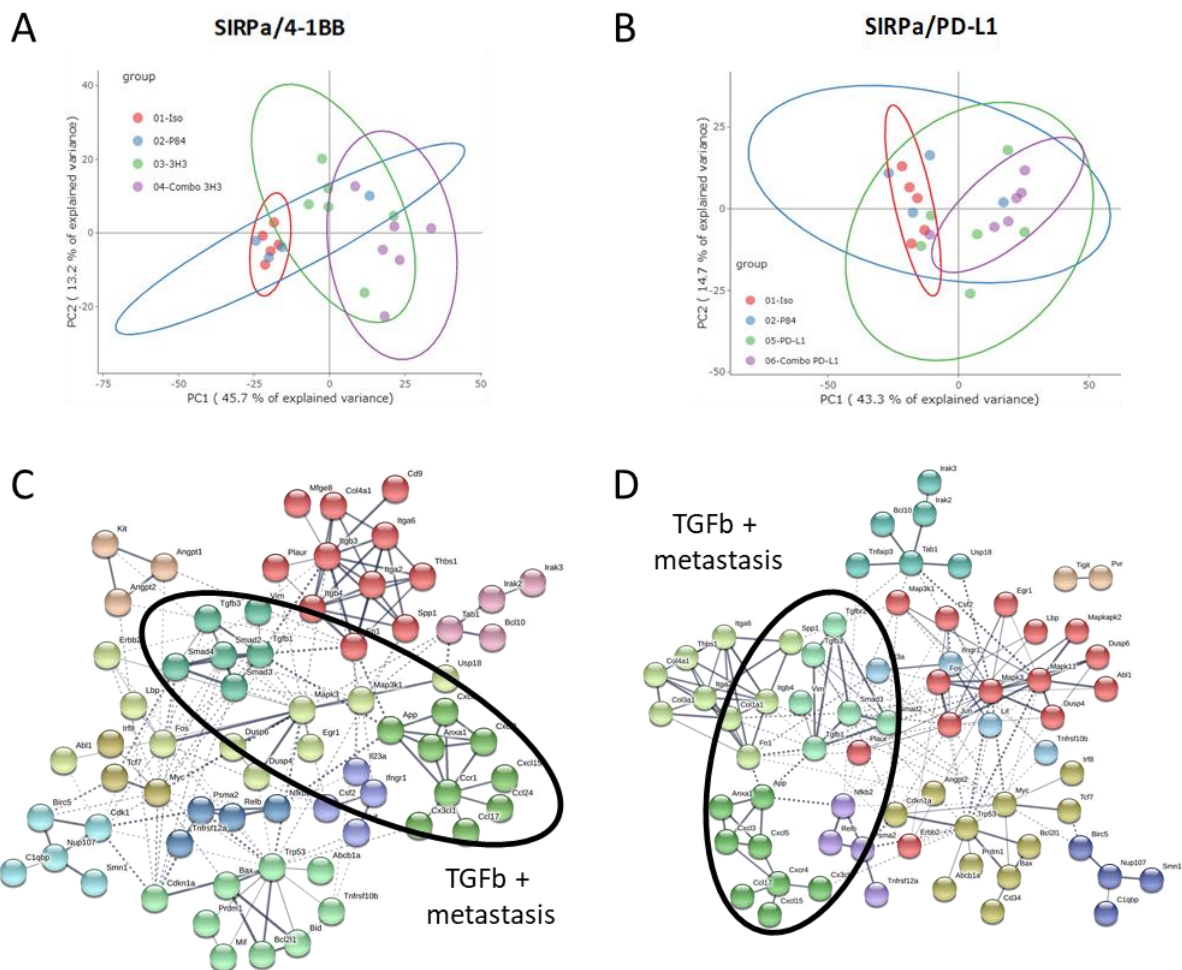 A
SIRPa/4-1BB
group
01-Iso
02-P84
03-3H3
04-Combo 3H3
PC2 ( 13.2 % of explained variance)
40
20
0
-20
-75
-50
-25
0
25
50
PC1 ( 45.7 % of explained variance)
B
SIRPa/PD-L1
PC2 ( 14.7 % of explained variance)
25
0
-25
-50
group
01-Iso
02-P84
05-PD-L1
06-Combo PD-L1
-50
0
50
PC1 ( 43.3 % of explained variance)
C
Cd9
Mfge8
Col4a1
Kit
Itga6
Angpt1
Itgb3
Plaur
Itga2
Thbs1
Irak3
Angpt2
Irak2
Tgfb3
Vim
Itgb4
Spp1
Tab1
Bcl10
Erbb2
Smad2
Tgfb1
Smad4
Smad3
Usp18
Lbp
Mapk3
Map3k1
App
Irf8
Fos
Anxa1
Abl1
Dusp6
Egr1
Tcf7
Dusp4
Il23a
Cxcl15
Myc
Ccr1
Birc5
Psma2
Relb
Csf2
Ifngr1
Ccl24
Cdk1
Cx3cl1
Ccl17
Tnfrsf12a
Nup107
Trp53
C1qbp
Abcb1a
Smn1
Bax
Cdkn1a
Tnfrsf10b
Prdm1
Bid
Mif
Bcl2l1
TGFb +
metastasis
D
TGFb +
metastasis
Irak3
Irak2
Bcl10
Tnfaip3
Tab1
Usp18
Tigit
Pvr
Map3k1
Csf2
Egr1
Itga6
Spp1
Lbp
Mapkapk2
Thbs1
Tgfb3
Ifngr1
Dusp6
Col4a1
Fos
Mapk3
Mapk11
Abl1
Itgb4
Vim
Smad3
Col3a1
Col1a1
Smad2
Jun
Lif
Dusp4
Fn1
Tgfb1
Plaur
Tnfrsf10b
App
Angpt2
Irf8
Anxa1
Nfkb2
Cdkn1a
Myc
Tcf7
Cxcl3
Cxcl5
Relb
Trp53
Erbb2
Bcl2l1
Birc5
Psma2
Prdm1
Cxcr4
Bax
Nup107
Smn1
Ccl17
Abcb1a
Cxcl15
Tnfrsf12a
Cd34
C1qbp